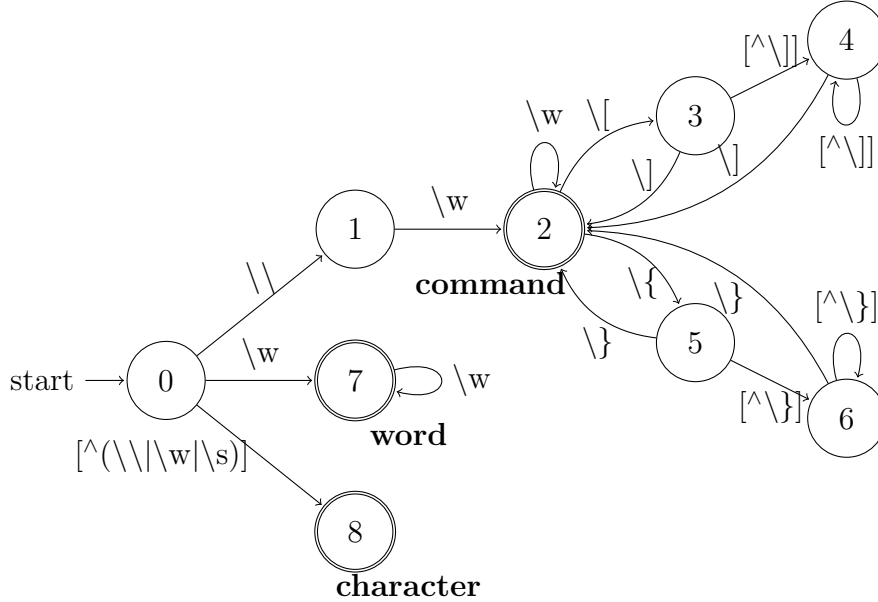 4
[^\]]
3
\w
\[
\]
\]
[^\]]
1
\w
2
command
\\
\{
\}
[^\}]
5
\}
start
0
\w
7
\w
[^\}]
6
word
[^(\\|\w|\s)]
8
character